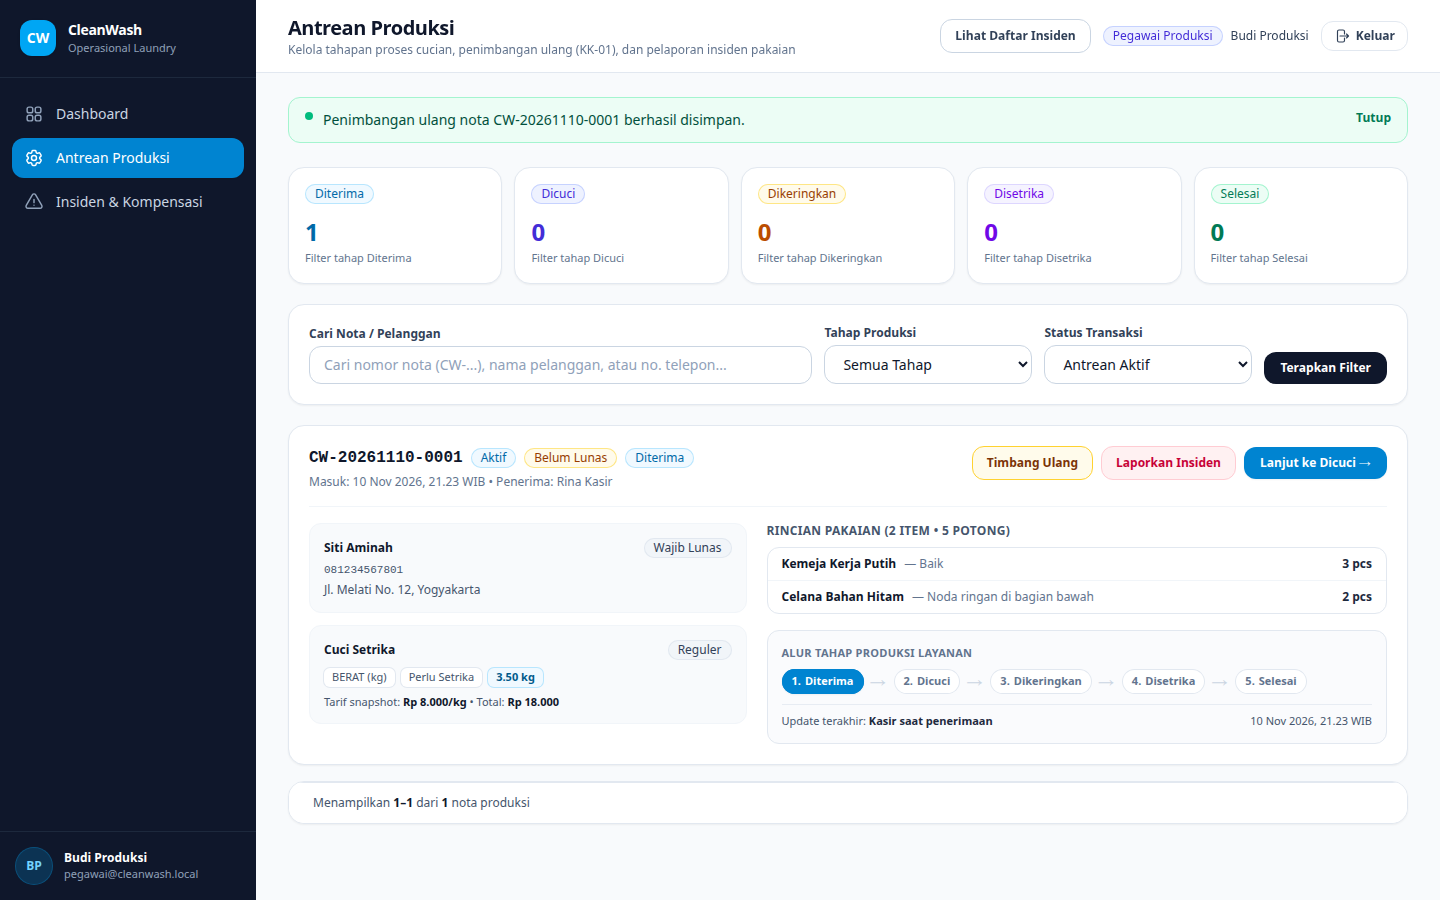 CW
CleanWash
Operasional Laundry
Dashboard
Antrean Produksi
Insiden & Kompensasi
BP
Budi Produksi
pegawai@cleanwash.local
Antrean Produksi
Kelola tahapan proses cucian, penimbangan ulang (KK-01), dan pelaporan insiden pakaian
Lihat Daftar Insiden
Pegawai Produksi
Budi Produksi
Keluar
Penimbangan ulang nota CW-20261110-0001 berhasil disimpan.
Tutup
Diterima
1
Filter tahap Diterima
Dicuci
0
Filter tahap Dicuci
Dikeringkan
0
Filter tahap Dikeringkan
Disetrika
0
Filter tahap Disetrika
Selesai
0
Filter tahap Selesai
Cari Nota / Pelanggan
Cari nomor nota (CW-...), nama pelanggan, atau no. telepon...
Tahap Produksi
Semua Tahap
Status Transaksi
Antrean Aktif
Terapkan Filter
CW-20261110-0001 Aktif Belum Lunas Diterima
Masuk: 10 Nov 2026, 21.23 WIB • Penerima: Rina Kasir
Timbang Ulang
Laporkan Insiden
Lanjut ke Dicuci →
Siti Aminah
Wajib Lunas
081234567801
Jl. Melati No. 12, Yogyakarta
Cuci Setrika
Reguler
BERAT (kg) Perlu Setrika 3.50 kg
Tarif snapshot: Rp 8.000/kg • Total: Rp 18.000
RINCIAN PAKAIAN (2 ITEM • 5 POTONG)
Kemeja Kerja Putih — Baik 3 pcs
Celana Bahan Hitam — Noda ringan di bagian bawah 2 pcs
ALUR TAHAP PRODUKSI LAYANAN
1. Diterima → 2. Dicuci → 3. Dikeringkan → 4. Disetrika → 5. Selesai
Update terakhir: Kasir saat penerimaan 10 Nov 2026, 21.23 WIB
Menampilkan 1–1 dari 1 nota produksi